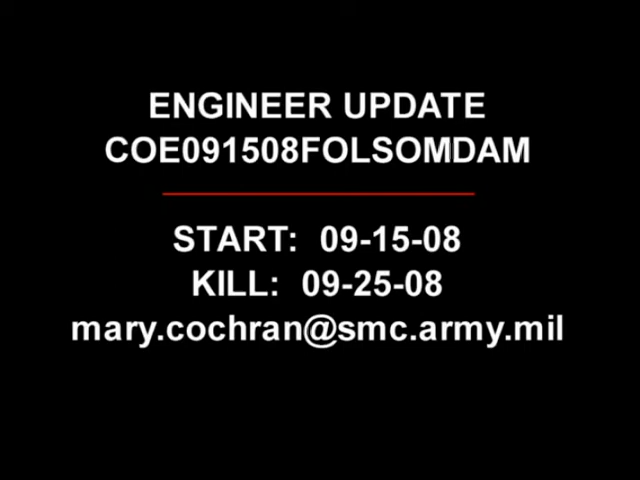 ENGINEER UPDATE
COE091508FOLSOMDAM
START: 09-15-08
KILL: 09-25-08
mary.cochran@smc.army.mil